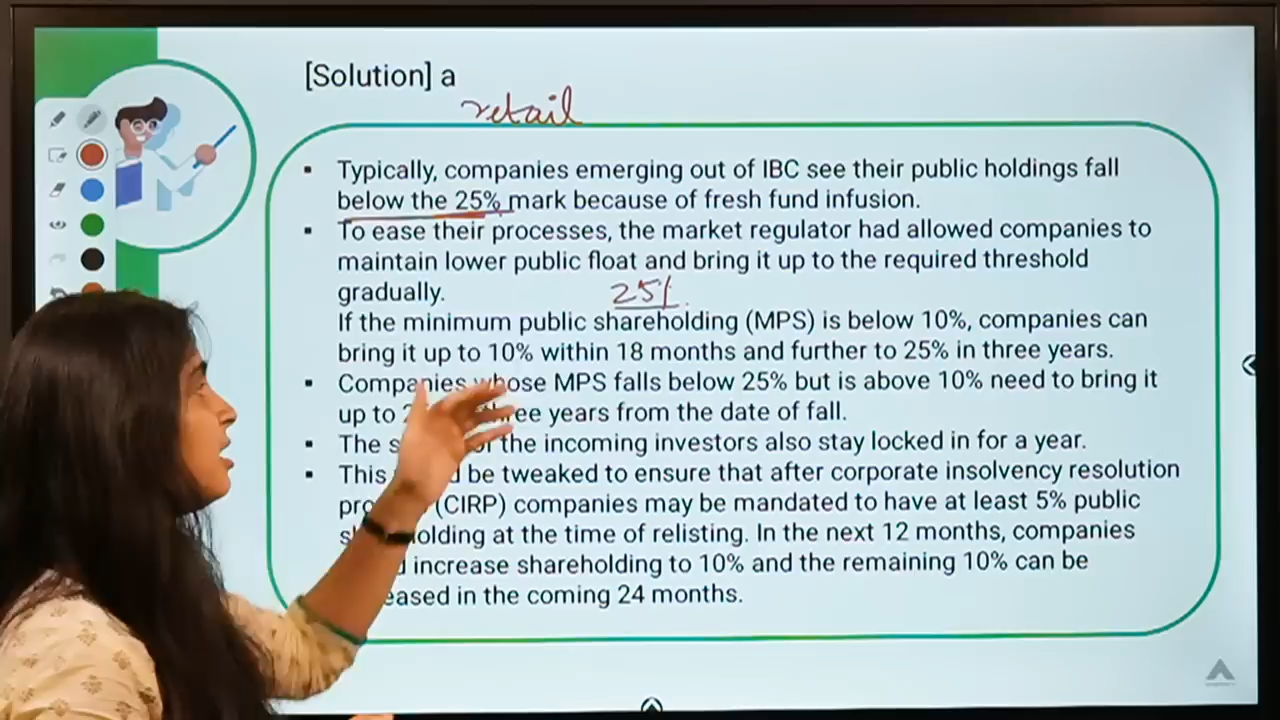 [Solution] a
retail
Typically, companies emerging out of IBC see their public holdings fall
below the 25% mark because of fresh fund infusion.
To ease their processes, the market regulator had allowed companies to
maintain lower public float and bring it up to the required threshold
gradually.
25%
If the minimum public shareholding (MPS) is below 10%, companies can
bring it up to 10% within 18 months and further to 25% in three years.
Companies whose MPS falls below 25% but is above 10% need to bring it
up to years from the date of fall.
The the incoming investors also stay locked in for a year.
This be tweaked to ensure that after corporate insolvency resolution
(CIRP) companies may be mandated to have at least 5% public
at the time of relisting. In the next 12 months, companies
increase shareholding to 10% and the remaining 10% can be
in the coming 24 months.